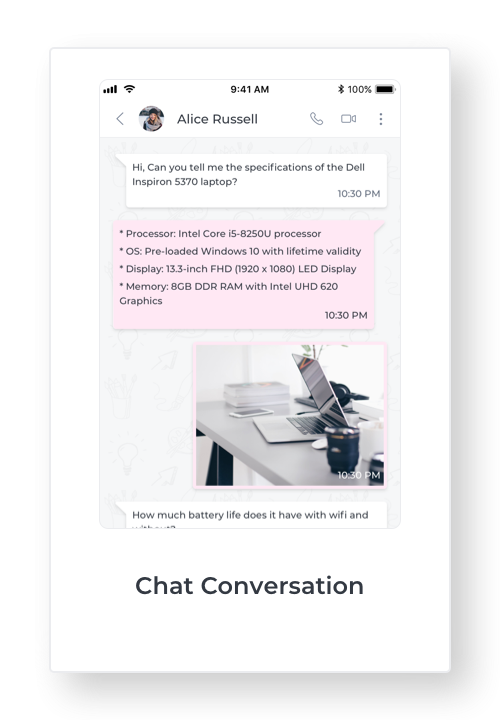 9:41 AM
100%
Alice Russell
Hi, Can you tell me the specifications of the Dell
Inspiron 5370 laptop?
10:30 PM
* Processor: Intel Core i5-8250U processor
* OS: Pre-loaded Windows 10 with lifetime validity
* Display: 13.3-inch FHD (1920 x 1080) LED Display
* Memory: 8GB DDR RAM with Intel UHD 620
Graphics
10:30 PM
10:30 PM
How much battery life does it have with wifi and
without?
Chat Conversation